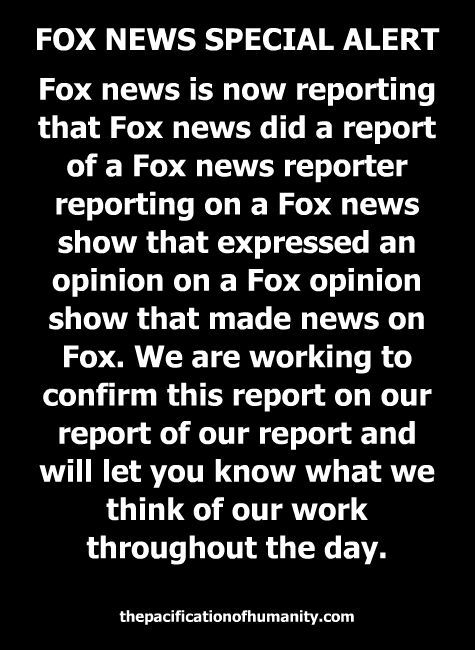 FOX NEWS SPECIAL ALERT
Fox news is now reporting
that Fox news did a report
of a Fox news reporter
reporting on a Fox news
show that expressed an
opinion on a Fox opinion
show that made news on
Fox. We are working to
confirm this report on our
report of our report and
will let you know what we
think of our work
throughout the day.
thepacificationofhumanity.com